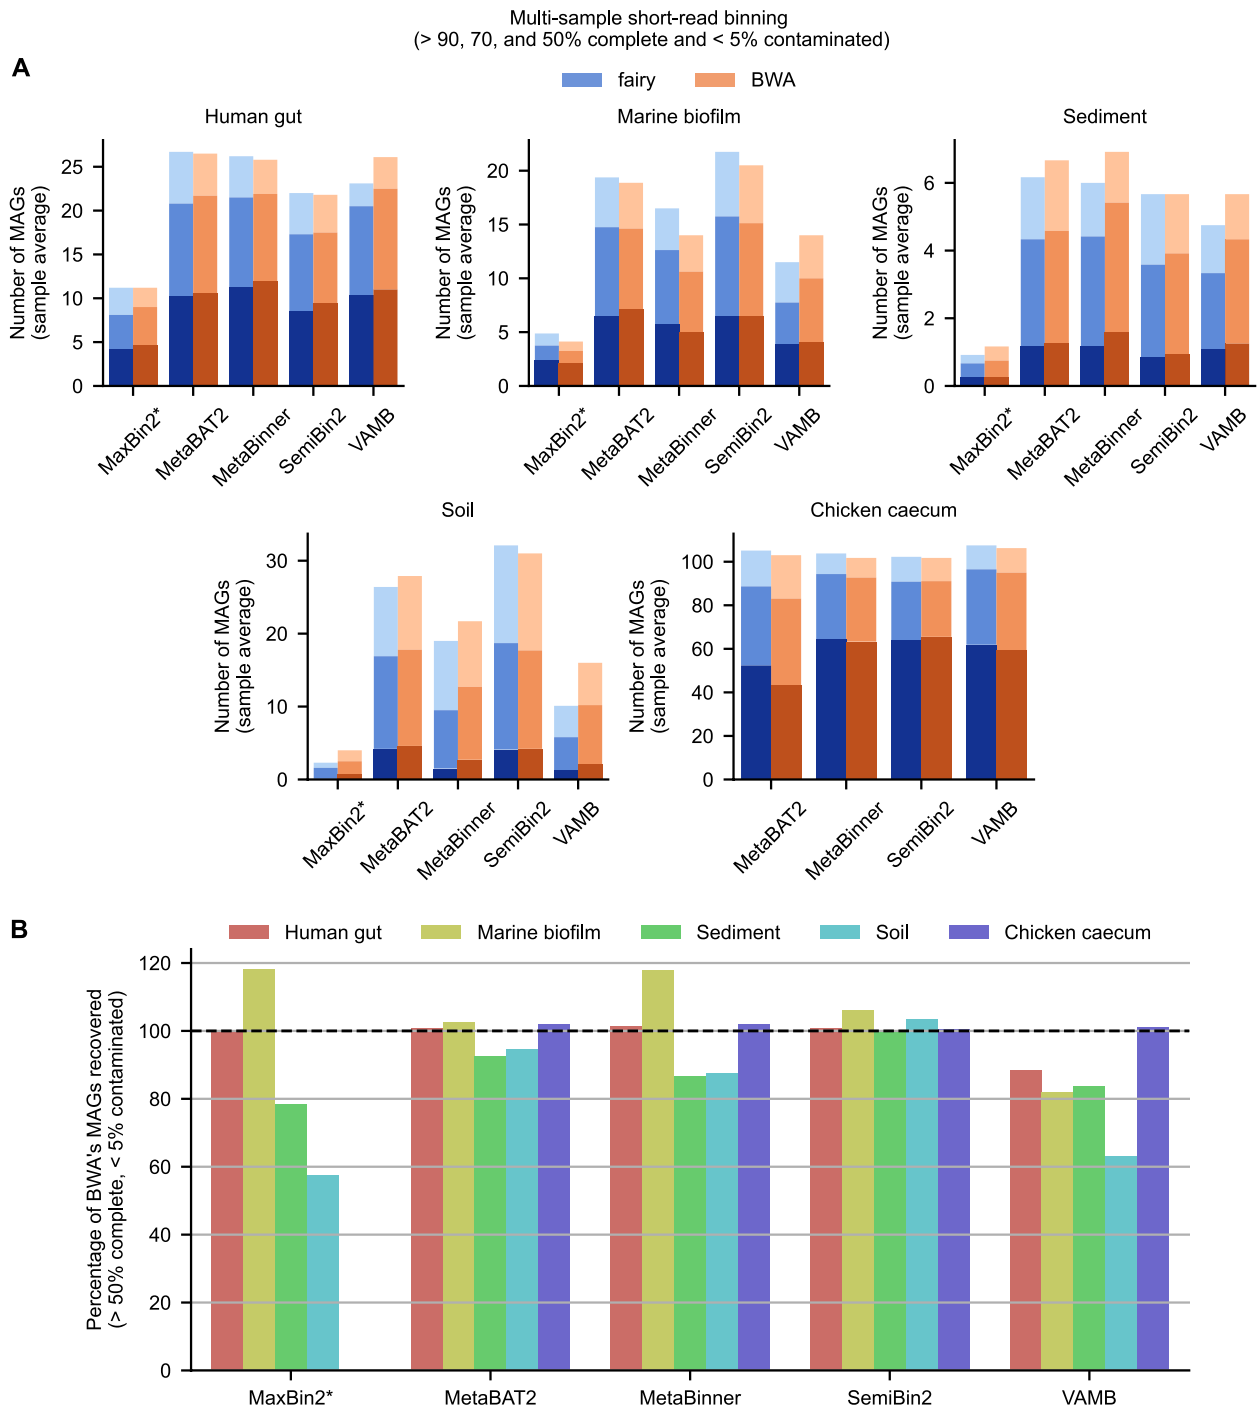 Multi-sample short-read binning
(> 90, 70, and 50% complete and < 5% contaminated)
A
fairy
BWA
Human gut
Marine biofilm
Sediment
Number of MAGs
(sample average)
25
20
15
10
5
0
MaxBin2*
MetaBAT2
MetaBinner
SemiBin2
VAMB
Number of MAGs
(sample average)
20
15
10
5
0
MaxBin2*
MetaBAT2
MetaBinner
SemiBin2
VAMB
Number of MAGs
(sample average)
6
4
2
0
MaxBin2*
MetaBAT2
MetaBinner
SemiBin2
VAMB
Soil
Chicken caecum
Number of MAGs
(sample average)
30
20
10
0
MaxBin2*
MetaBAT2
MetaBinner
SemiBin2
VAMB
Number of MAGs
(sample average)
100
80
60
40
20
0
MetaBAT2
MetaBinner
SemiBin2
VAMB
B
Human gut
Marine biofilm
Sediment
Soil
Chicken caecum
Percentage of BWA's MAGs recovered
(> 50% complete, < 5% contaminated)
120
100
80
60
40
20
0
MaxBin2*
MetaBAT2
MetaBinner
SemiBin2
VAMB